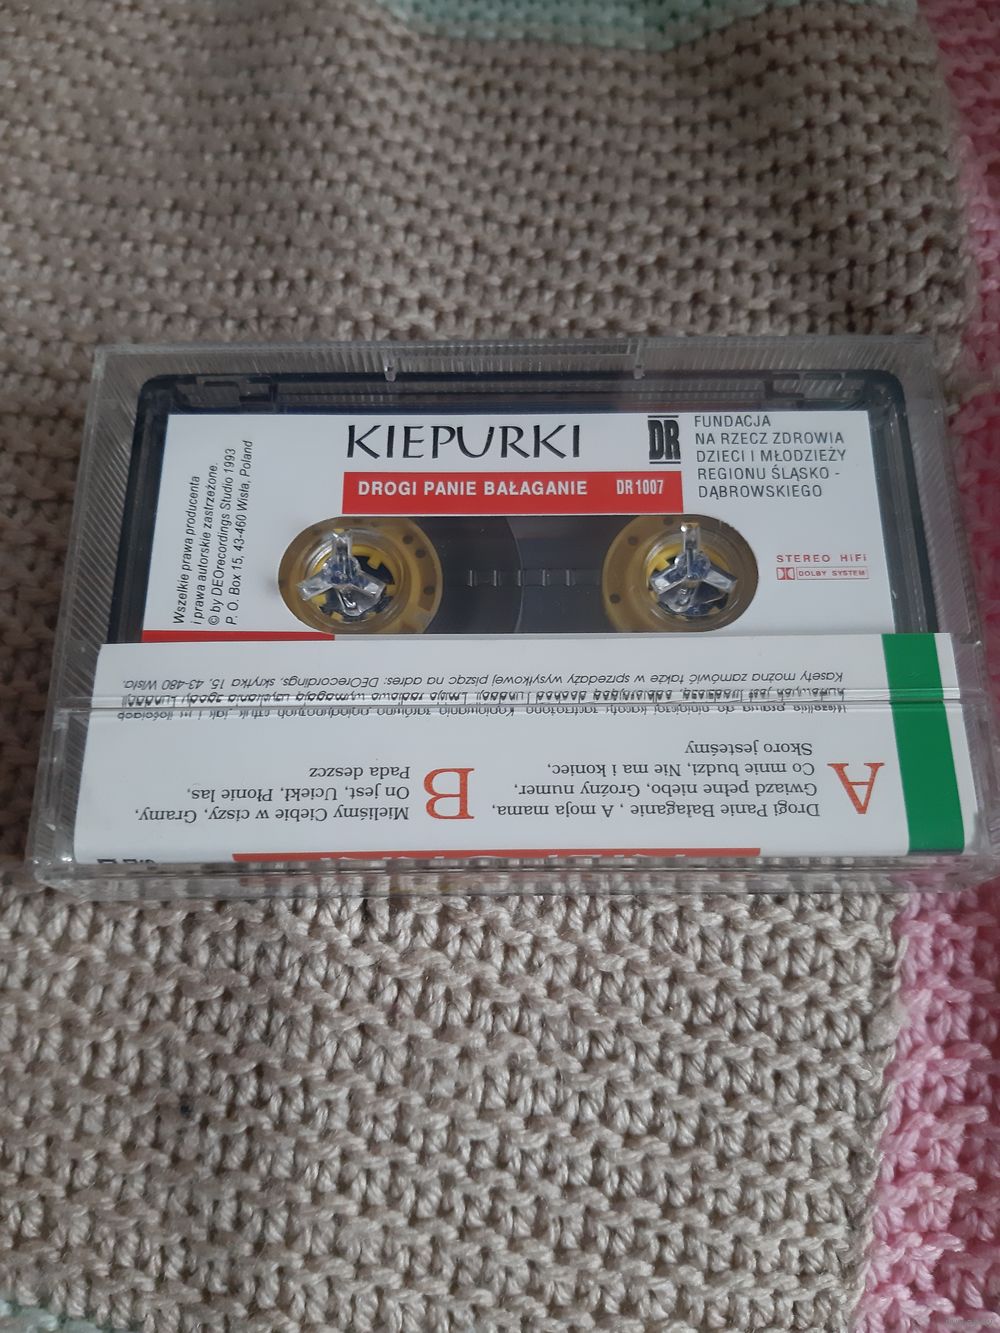 KIEPURKI
DR
FUNDACJA
NA RZECZ ZDROWIA
DZIECI I MŁODZIEŻY
REGIONU ŚLĄSKO -
DĄBROWSKIEGO
DROGI PANIE BAŁAGANIE DR 1007
STEREO HiFi
DOLBY SYSTEM
Wszelkie prawa producenta
i prawa autorskie zastrzeżone.
© by DEOrecordings Studio 1993
P. O. Box 15, 43-460 Wisła, Poland
A
Drogi Panie Bałaganie , A moja mama,
Gwiazd pełne niebo, Groźny numer,
Co mnie budzi, Nie ma i koniec,
Skoro jesteśmy
B
Mieliśmy Ciebie w ciszy, Gramy,
On jest, Uciekł, Płonie las,
Pada deszcz
Kasety można zamówić także w sprzedaży wysyłkowej pisząc na adres: DEOrecordings, skrytka 15, 43-480 Wisła.